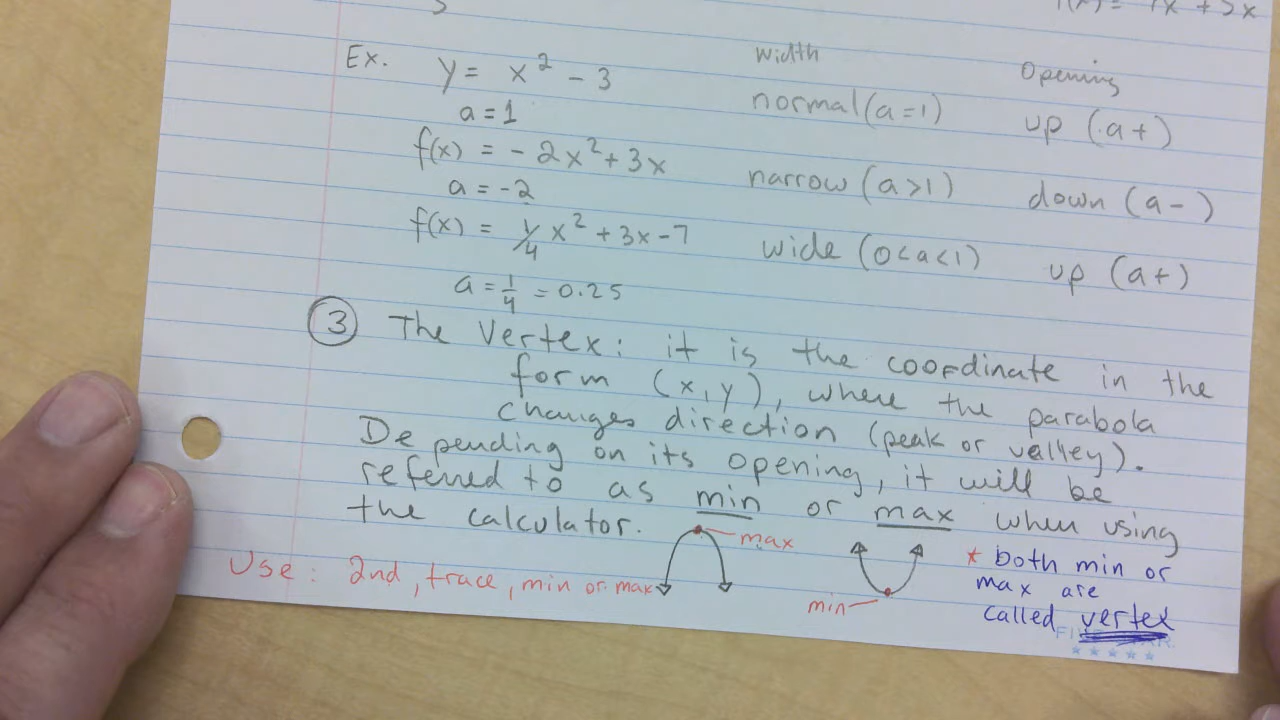 f(x) = 4x + 5x
Ex. y = x² - 3 width Opening
a = 1 normal (a = 1) up (a+)
f(x) = - 2x² + 3x narrow (a>1) down (a-)
a = -2
f(x) = 1/4 x² + 3x - 7 wide (0<a<1) up (a+)
a = 1/4 = 0.25
3 The Vertex: it is the coordinate in the
form (x,y), where the parabola
changes direction (peak or valley).
Depending on its opening, it will be
referred to as min or max when using
the calculator.
max
Use: 2nd, trace, min or max
min
* both min or
max are
called vertex